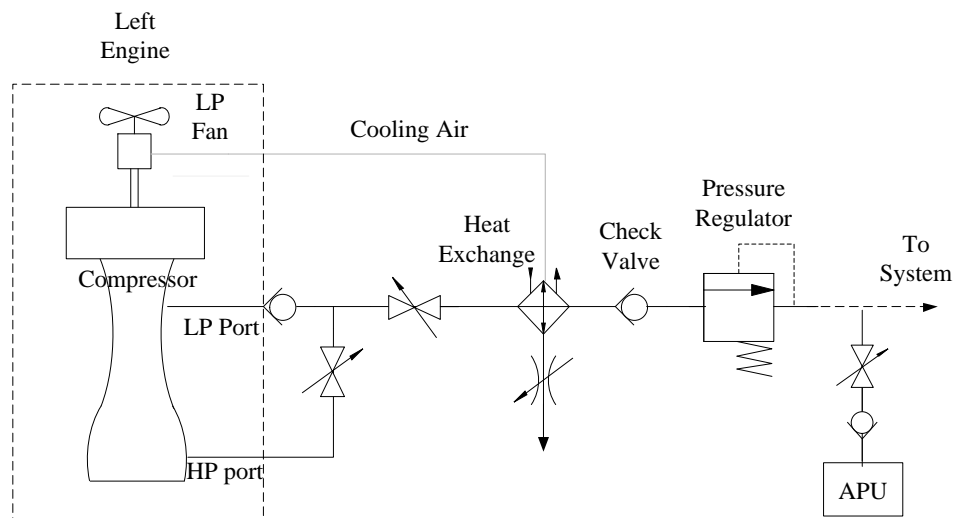 Left
Engine
LP
Fan
Cooling Air
Pressure
Regulator
Heat
Exchange
Check
Valve
To
System
Compressor
LP Port
HP port
APU